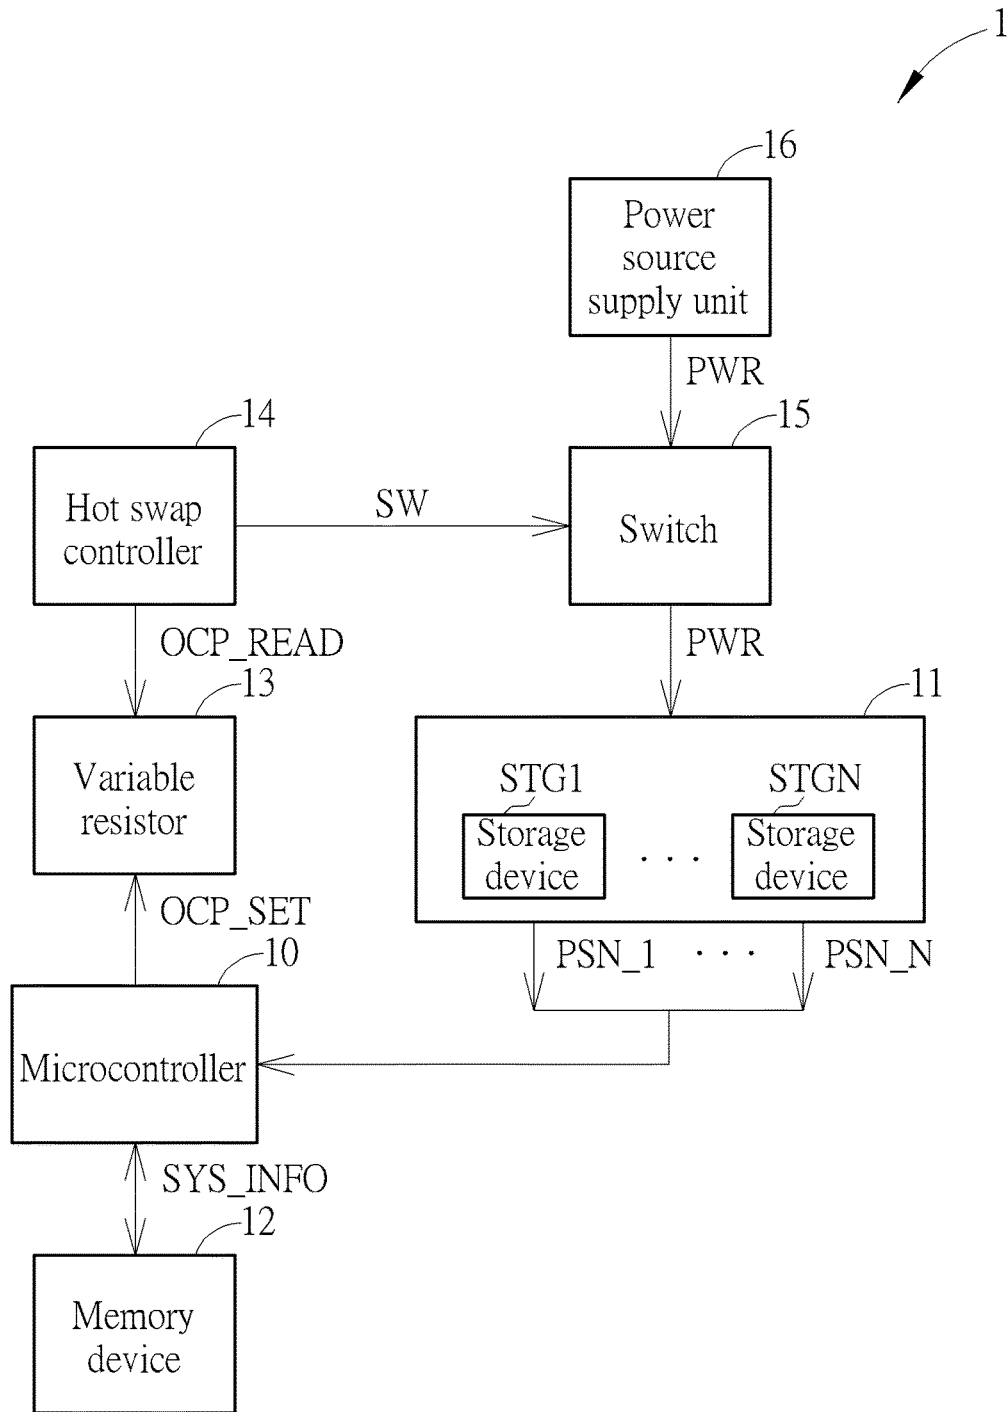 1
16
Power
source
supply unit
PWR
14
15
Hot swap
controller
SW
Switch
OCP_READ
PWR
13
11
Variable
resistor
STG1
STGN
Storage
device
. . .
Storage
device
OCP_SET
10
PSN_1 . . . PSN_N
Microcontroller
SYS_INFO
12
Memory
device